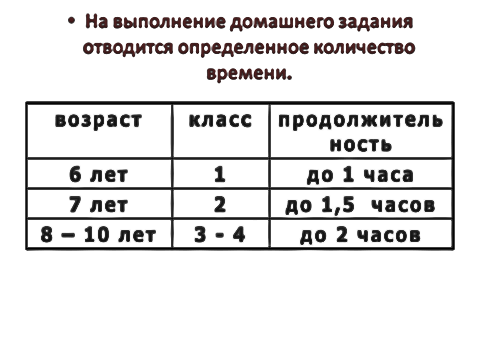 • На выполнение домашнего задания
отводится определенное количество
времени.
возраст класс продолжитель
ность
6 лет 1 до 1 часа
7 лет 2 до 1,5 часов
8 – 10 лет 3 - 4 до 2 часов